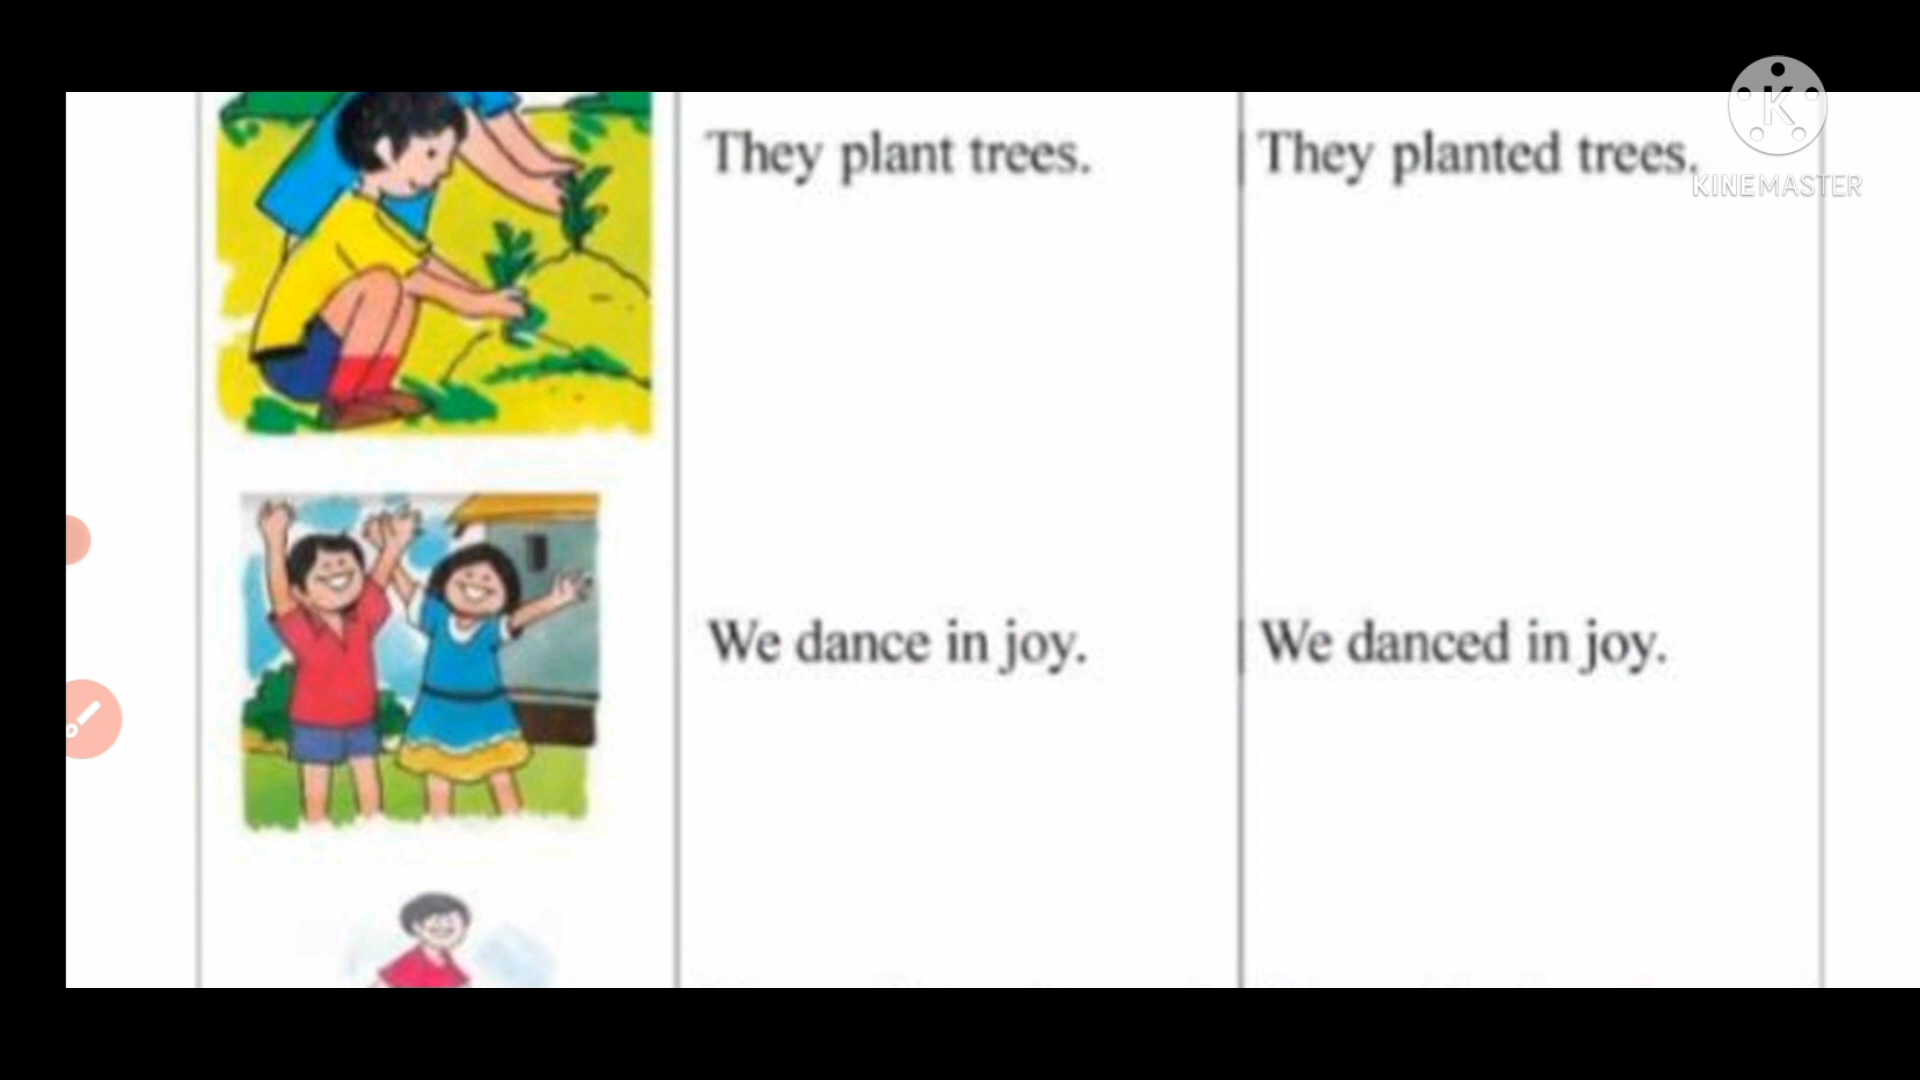 They plant trees.
They planted trees.
K
KINEMASTER
We dance in joy.
We danced in joy.